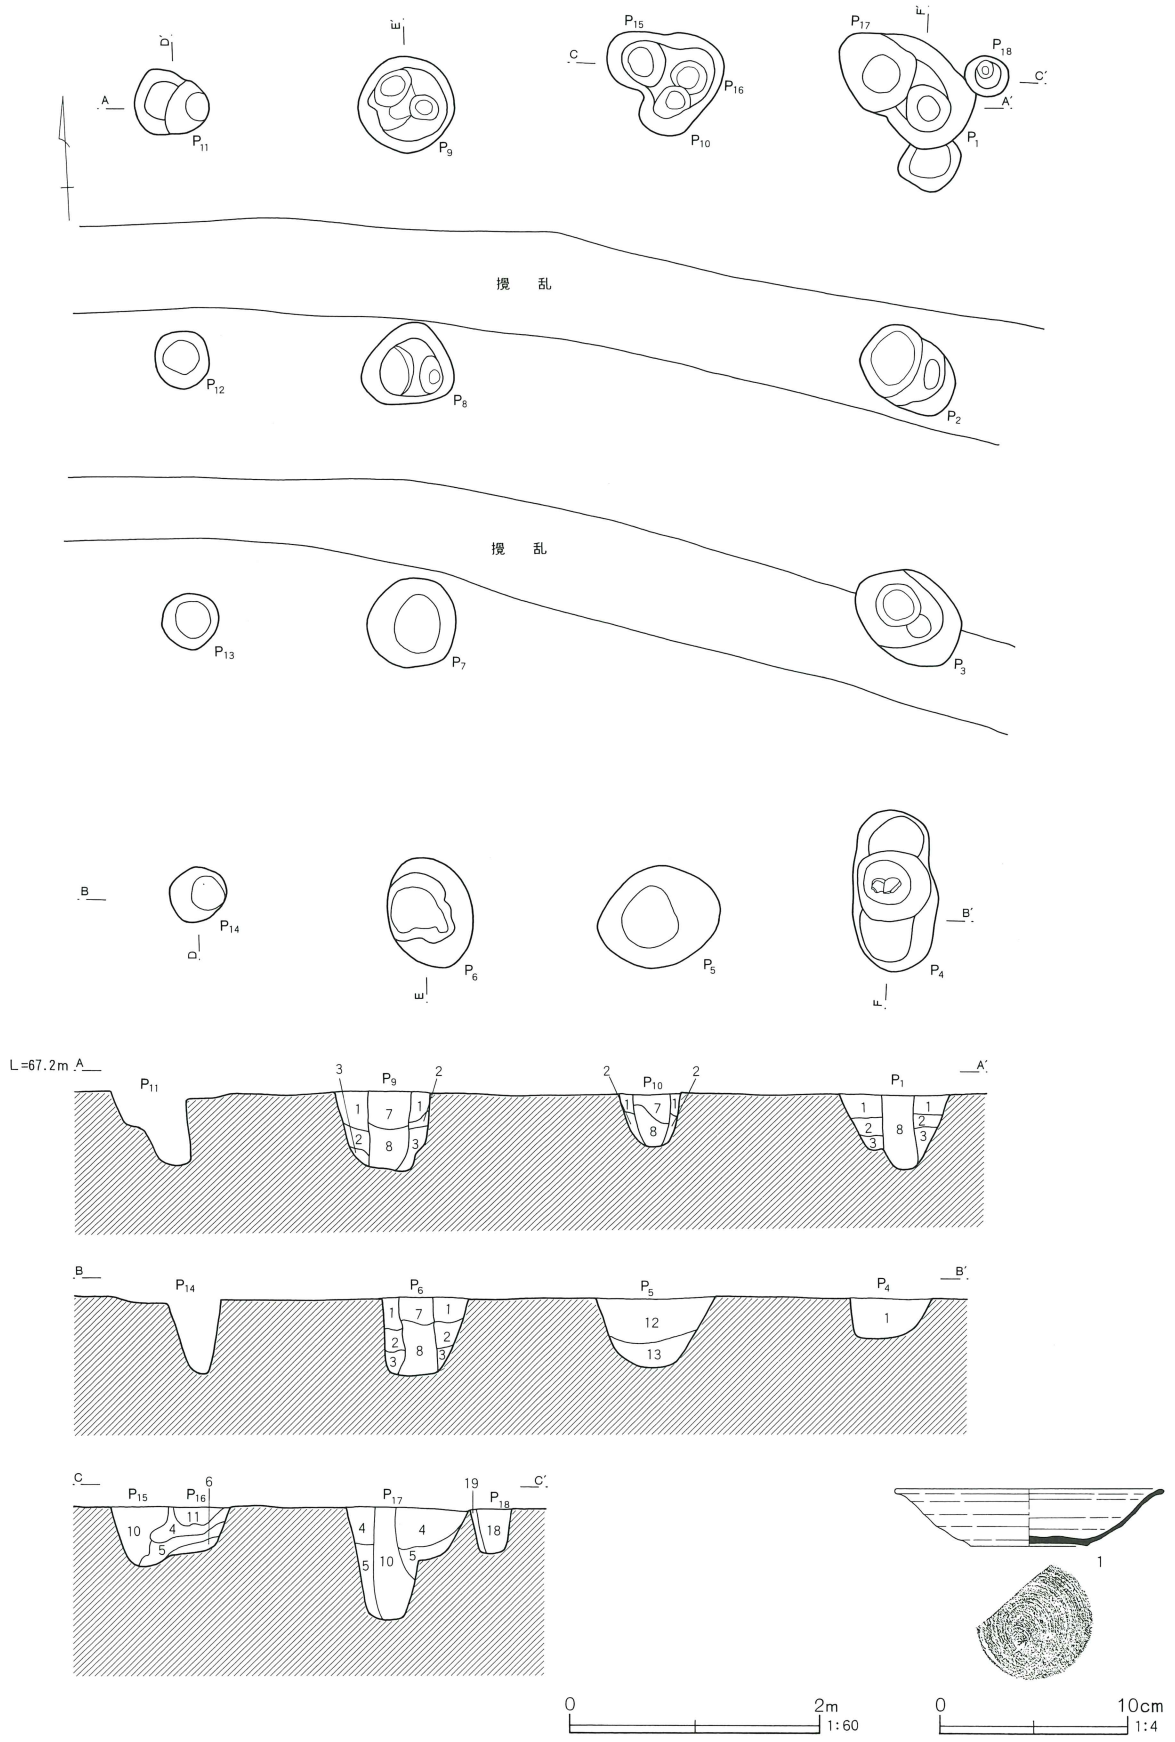 D′ E′ F′
P15 P17 P18
C C′
A A′
P16
P11 P9 P10 P1
攪 乱
P12 P8 P2
攪 乱
P13 P7 P3
B B′
P14 P6 P5 P4
D E F
L=67.2m A A′
P11 3 P9 2 2 P10 2 P1
1 7 1 1 7 1 1 1
2 8 3 8 2 8 2
3 3
B B′
P14 P6 P5 P4
1 7 1 12 1
2 2
3 8 3 13
C C′
P15 P16 6 P17 19 P18
10 4 11 4 4 18
5 5 10 5
1
0 2m
1:60
0 10cm
1:4